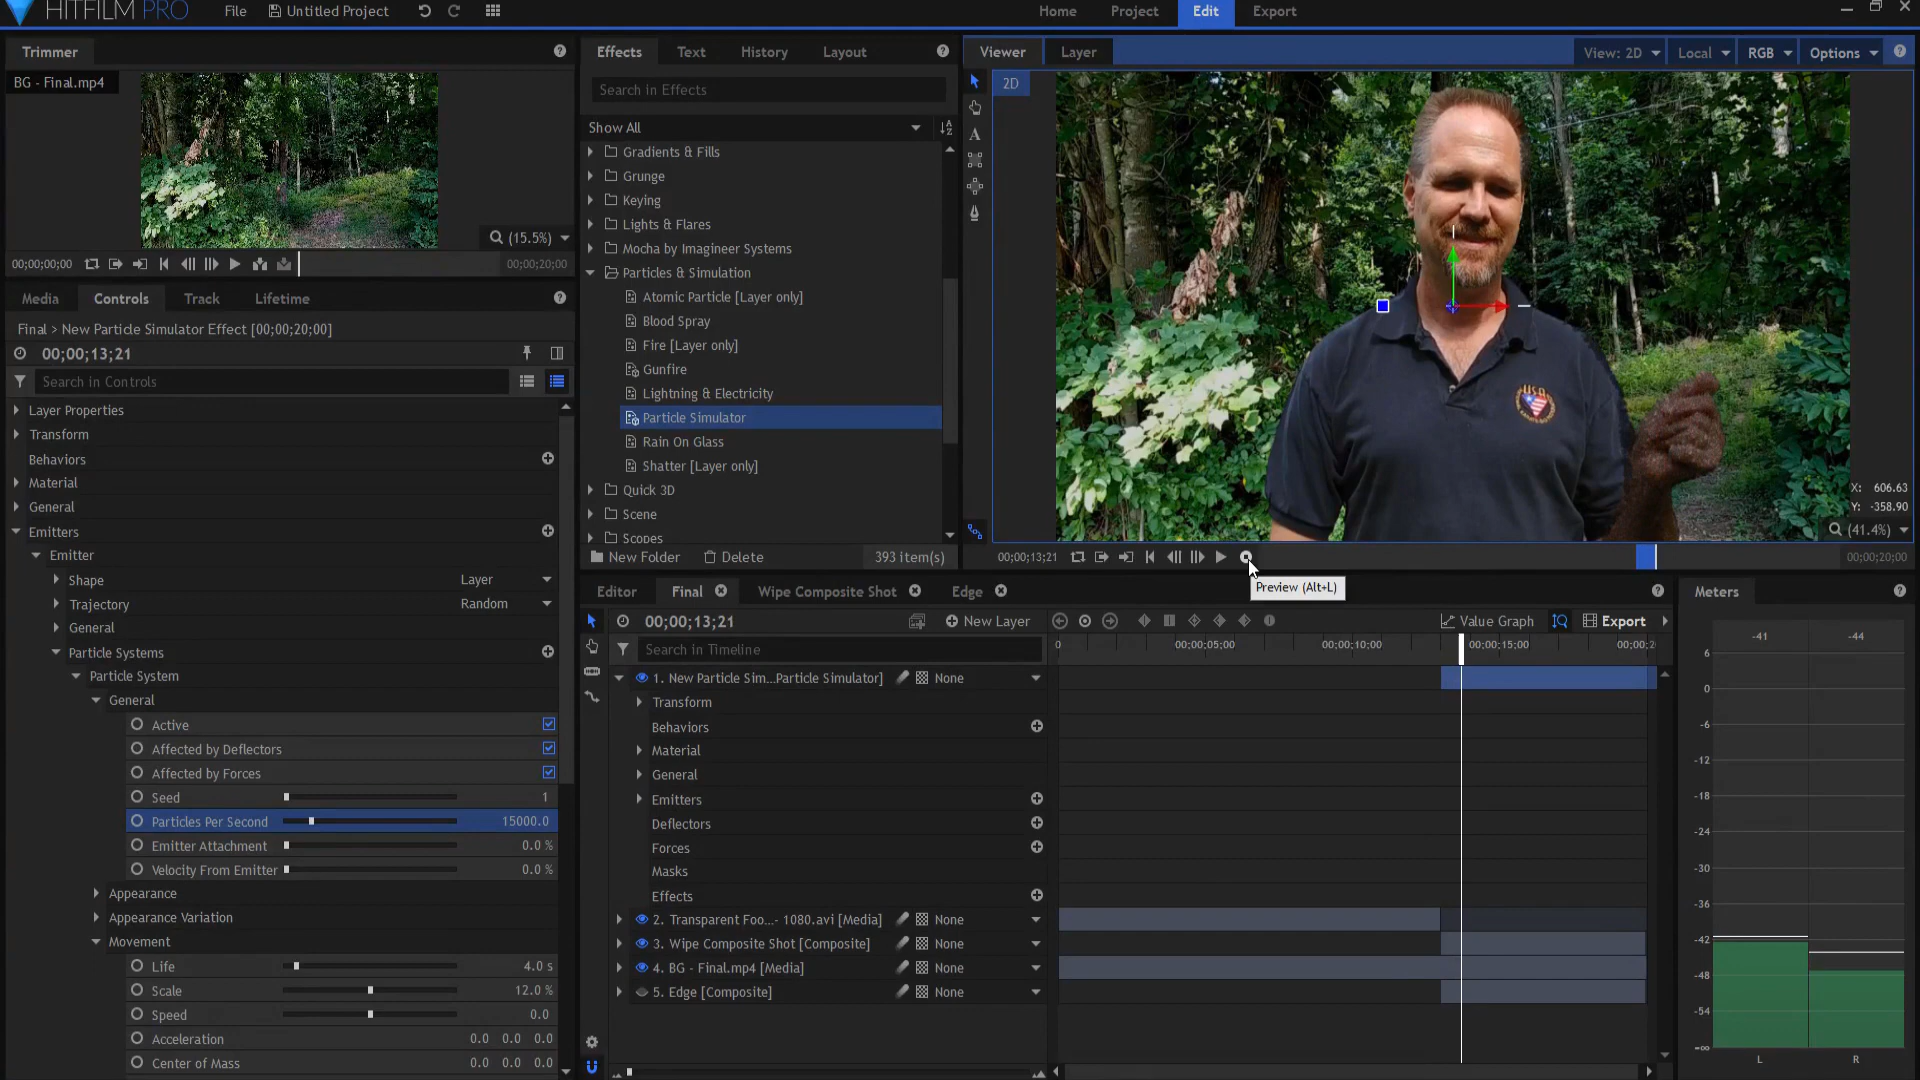 HITFILM PRO
File
Untitled Project
Home
Project
Edit
Export
Trimmer
BG - Final.mp4
(15.5%)
00;00;00;00
00;00;20;00
Media
Controls
Track
Lifetime
Final > New Particle Simulator Effect [00;00;20;00]
00;00;13;21
Search in Controls
Layer Properties
Transform
Behaviors
Material
General
Emitters
Emitter
Shape Layer
Trajectory Random
General
Particle Systems
Particle System
General
Active
Affected by Deflectors
Affected by Forces
Seed 1
Particles Per Second 15000.0
Emitter Attachment 0.0 %
Velocity From Emitter 0.0 %
Appearance
Appearance Variation
Movement
Life 4.0 s
Scale 12.0 %
Speed 0.0
Acceleration 0.0 0.0 0.0
Center of Mass 0.0 0.0 0.0
Effects
Text
History
Layout
Search in Effects
Show All
Gradients & Fills
Grunge
Keying
Lights & Flares
Mocha by Imagineer Systems
Particles & Simulation
Atomic Particle [Layer only]
Blood Spray
Fire [Layer only]
Gunfire
Lightning & Electricity
Particle Simulator
Rain On Glass
Shatter [Layer only]
Quick 3D
Scene
Scopes
New Folder
Delete
393 item(s)
Viewer
Layer
View: 2D
Local
RGB
Options
2D
USA
X: 606.63
Y: -358.90
(41.4%)
00;00;13;21
00;00;20;00
Preview (Alt+L)
Editor
Final
Wipe Composite Shot
Edge
00;00;13;21
New Layer
Value Graph
Export
Search in Timeline
0
00;00;05;00
00;00;10;00
00;00;15;00
00;00;2
1. New Particle Sim...Particle Simulator] None
Transform
Behaviors
Material
General
Emitters
Deflectors
Forces
Masks
Effects
2. Transparent Foo...- 1080.avi [Media] None
3. Wipe Composite Shot [Composite] None
4. BG - Final.mp4 [Media] None
5. Edge [Composite] None
Meters
-41 -44
6
0
-6
-12
-18
-24
-30
-36
-42
-48
-54
-∞
L R